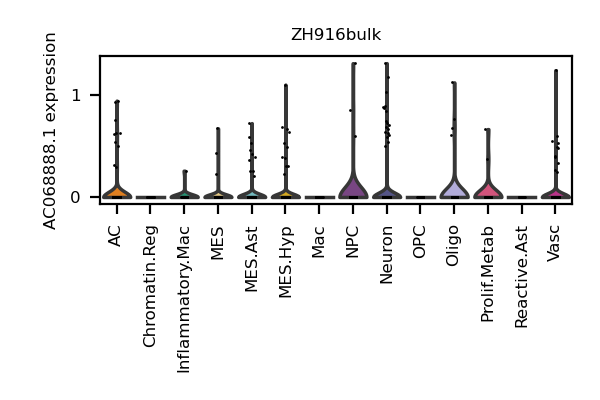 ZH916bulk
AC068888.1 expression
1
0
AC
Chromatin.Reg
Inflammatory.Mac
MES
MES.Ast
MES.Hyp
Mac
NPC
Neuron
OPC
Oligo
Prolif.Metab
Reactive.Ast
Vasc